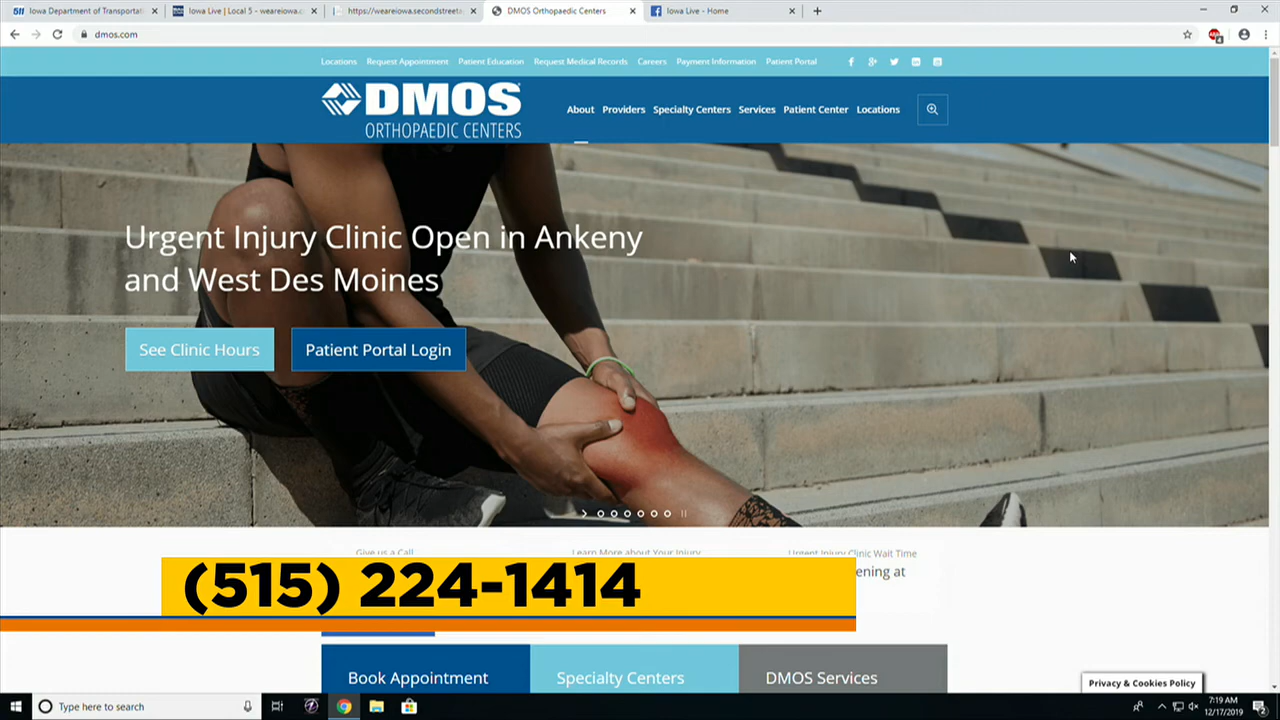 511 Iowa Department of Transportat
Iowa Live | Local 5 - weareiowa.c
https://weareiowa.secondstreeta
DMOS Orthopaedic Centers
Iowa Live - Home
dmos.com
Locations Request Appointment Patient Education Request Medical Records Careers Payment Information Patient Portal
DMOS
ORTHOPAEDIC CENTERS
About Providers Specialty Centers Services Patient Center Locations
Urgent Injury Clinic Open in Ankeny
and West Des Moines
See Clinic Hours Patient Portal Login
Give us a Call Learn More about Your Injury Urgent Injury Clinic Wait Time
ening at
(515) 224-1414
Book Appointment Specialty Centers DMOS Services
Privacy & Cookies Policy
Type here to search
7:19 AM
12/17/2019